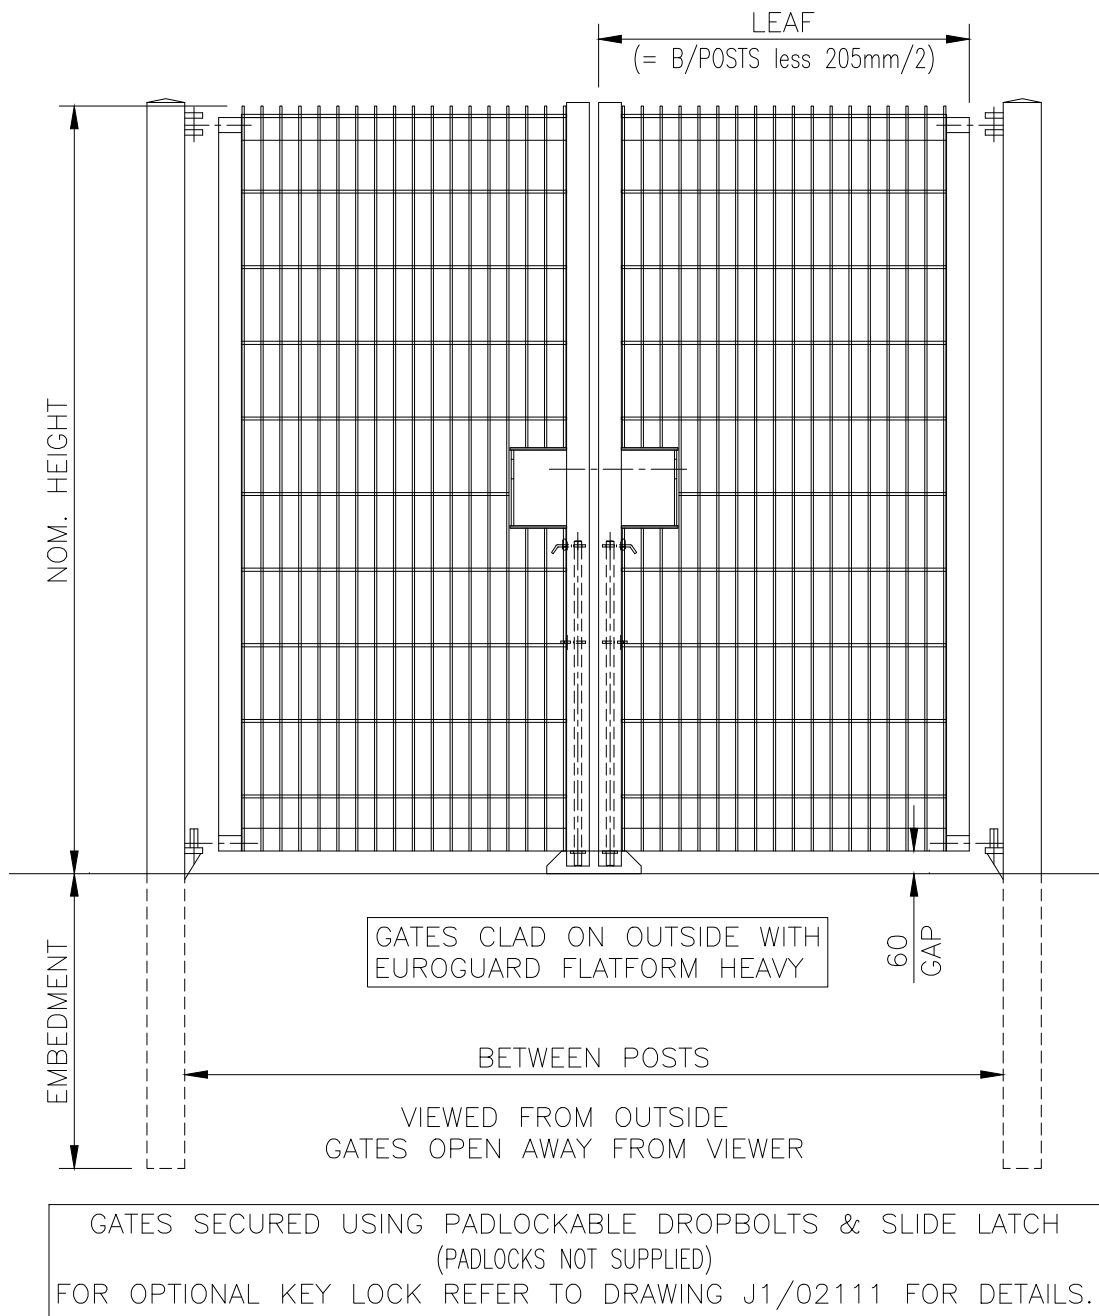 LEAF
(= B/POSTS less 205mm/2)
NOM. HEIGHT
GATES CLAD ON OUTSIDE WITH
EUROGUARD FLATFORM HEAVY
60
GAP
EMBEDMENT
BETWEEN POSTS
VIEWED FROM OUTSIDE
GATES OPEN AWAY FROM VIEWER
GATES SECURED USING PADLOCKABLE DROPBOLTS & SLIDE LATCH
(PADLOCKS NOT SUPPLIED)
FOR OPTIONAL KEY LOCK REFER TO DRAWING J1/02111 FOR DETAILS.